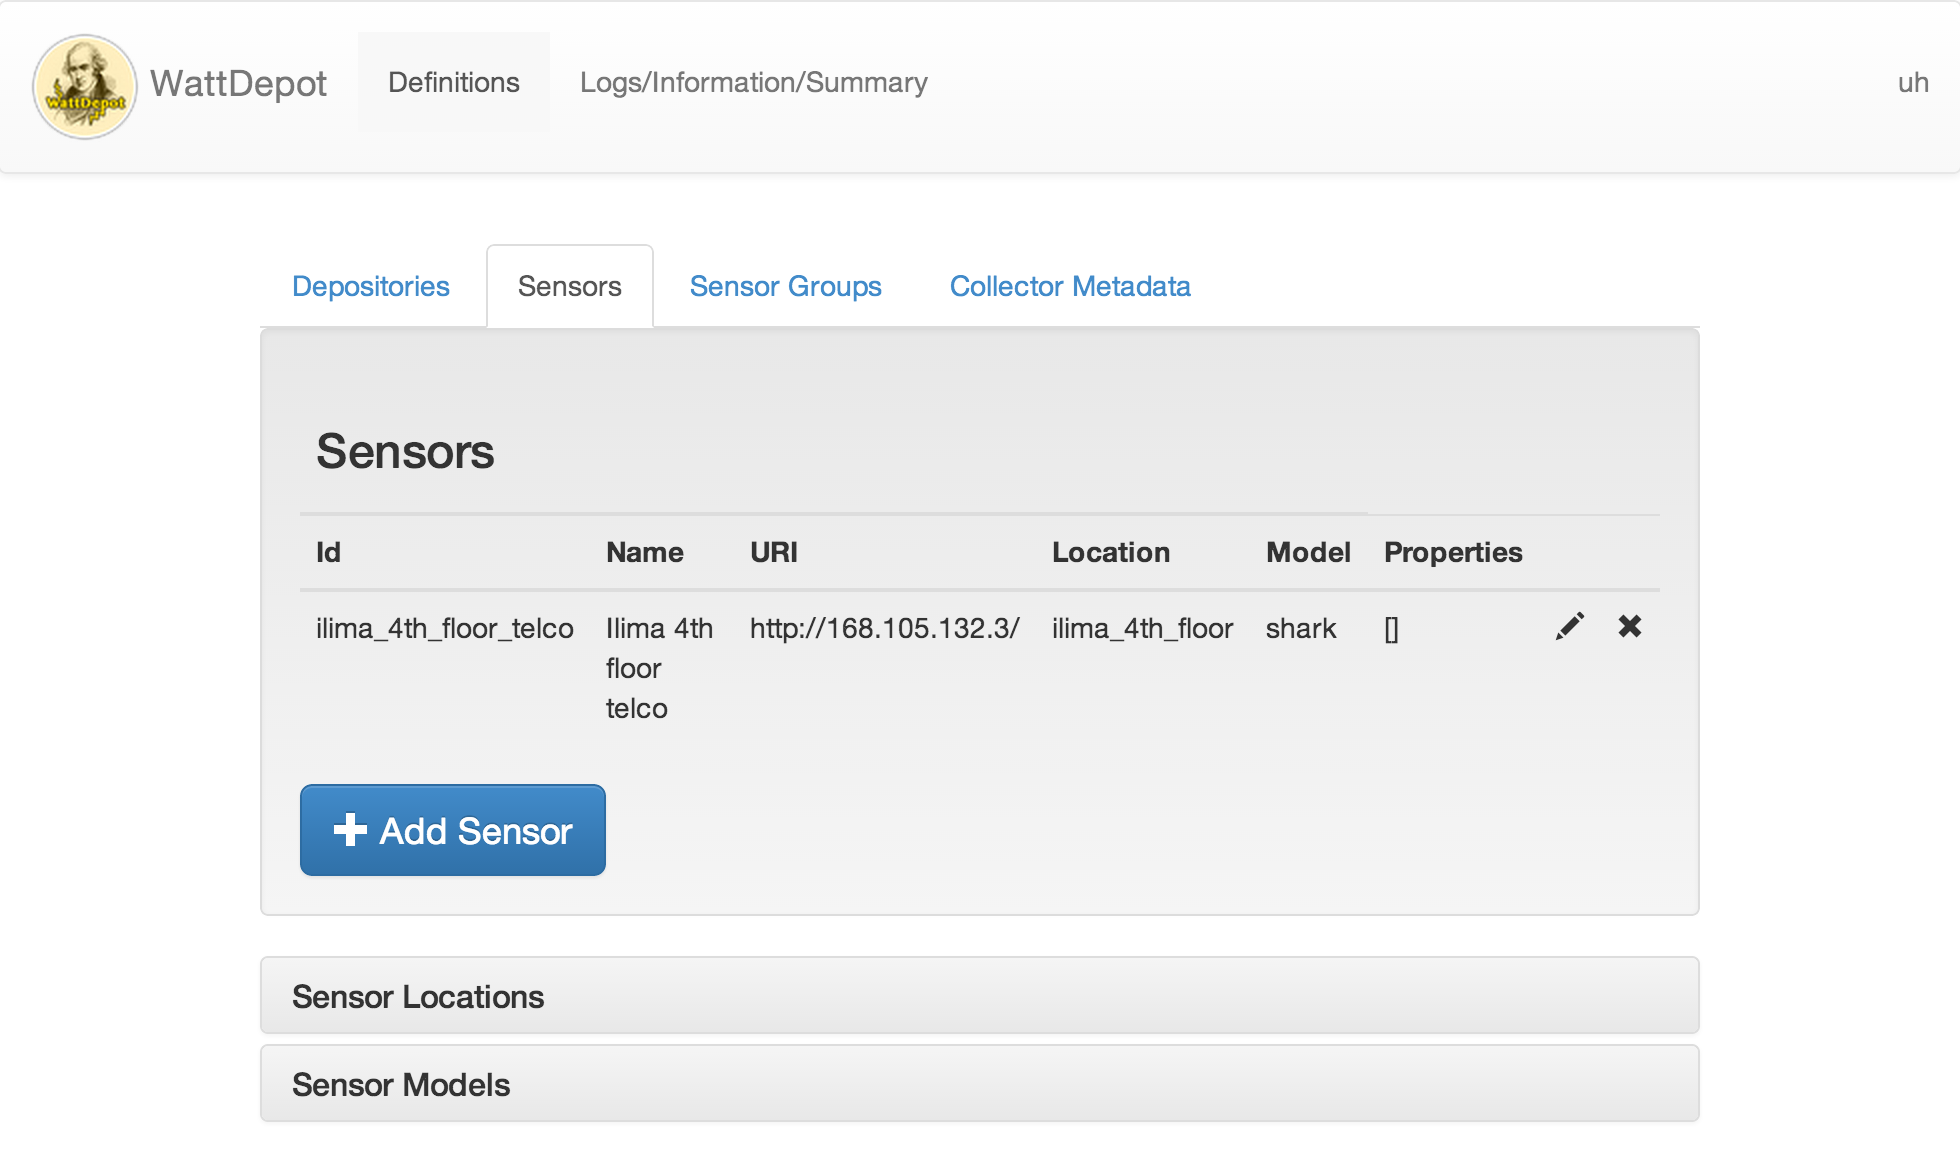 WattDepot
WattDepot Definitions Logs/Information/Summary uh
Depositories Sensors Sensor Groups Collector Metadata
Sensors
Id Name URI Location Model Properties
ilima_4th_floor_telco Ilima 4th http://168.105.132.3/ ilima_4th_floor shark []
floor
telco
Add Sensor
Sensor Locations
Sensor Models